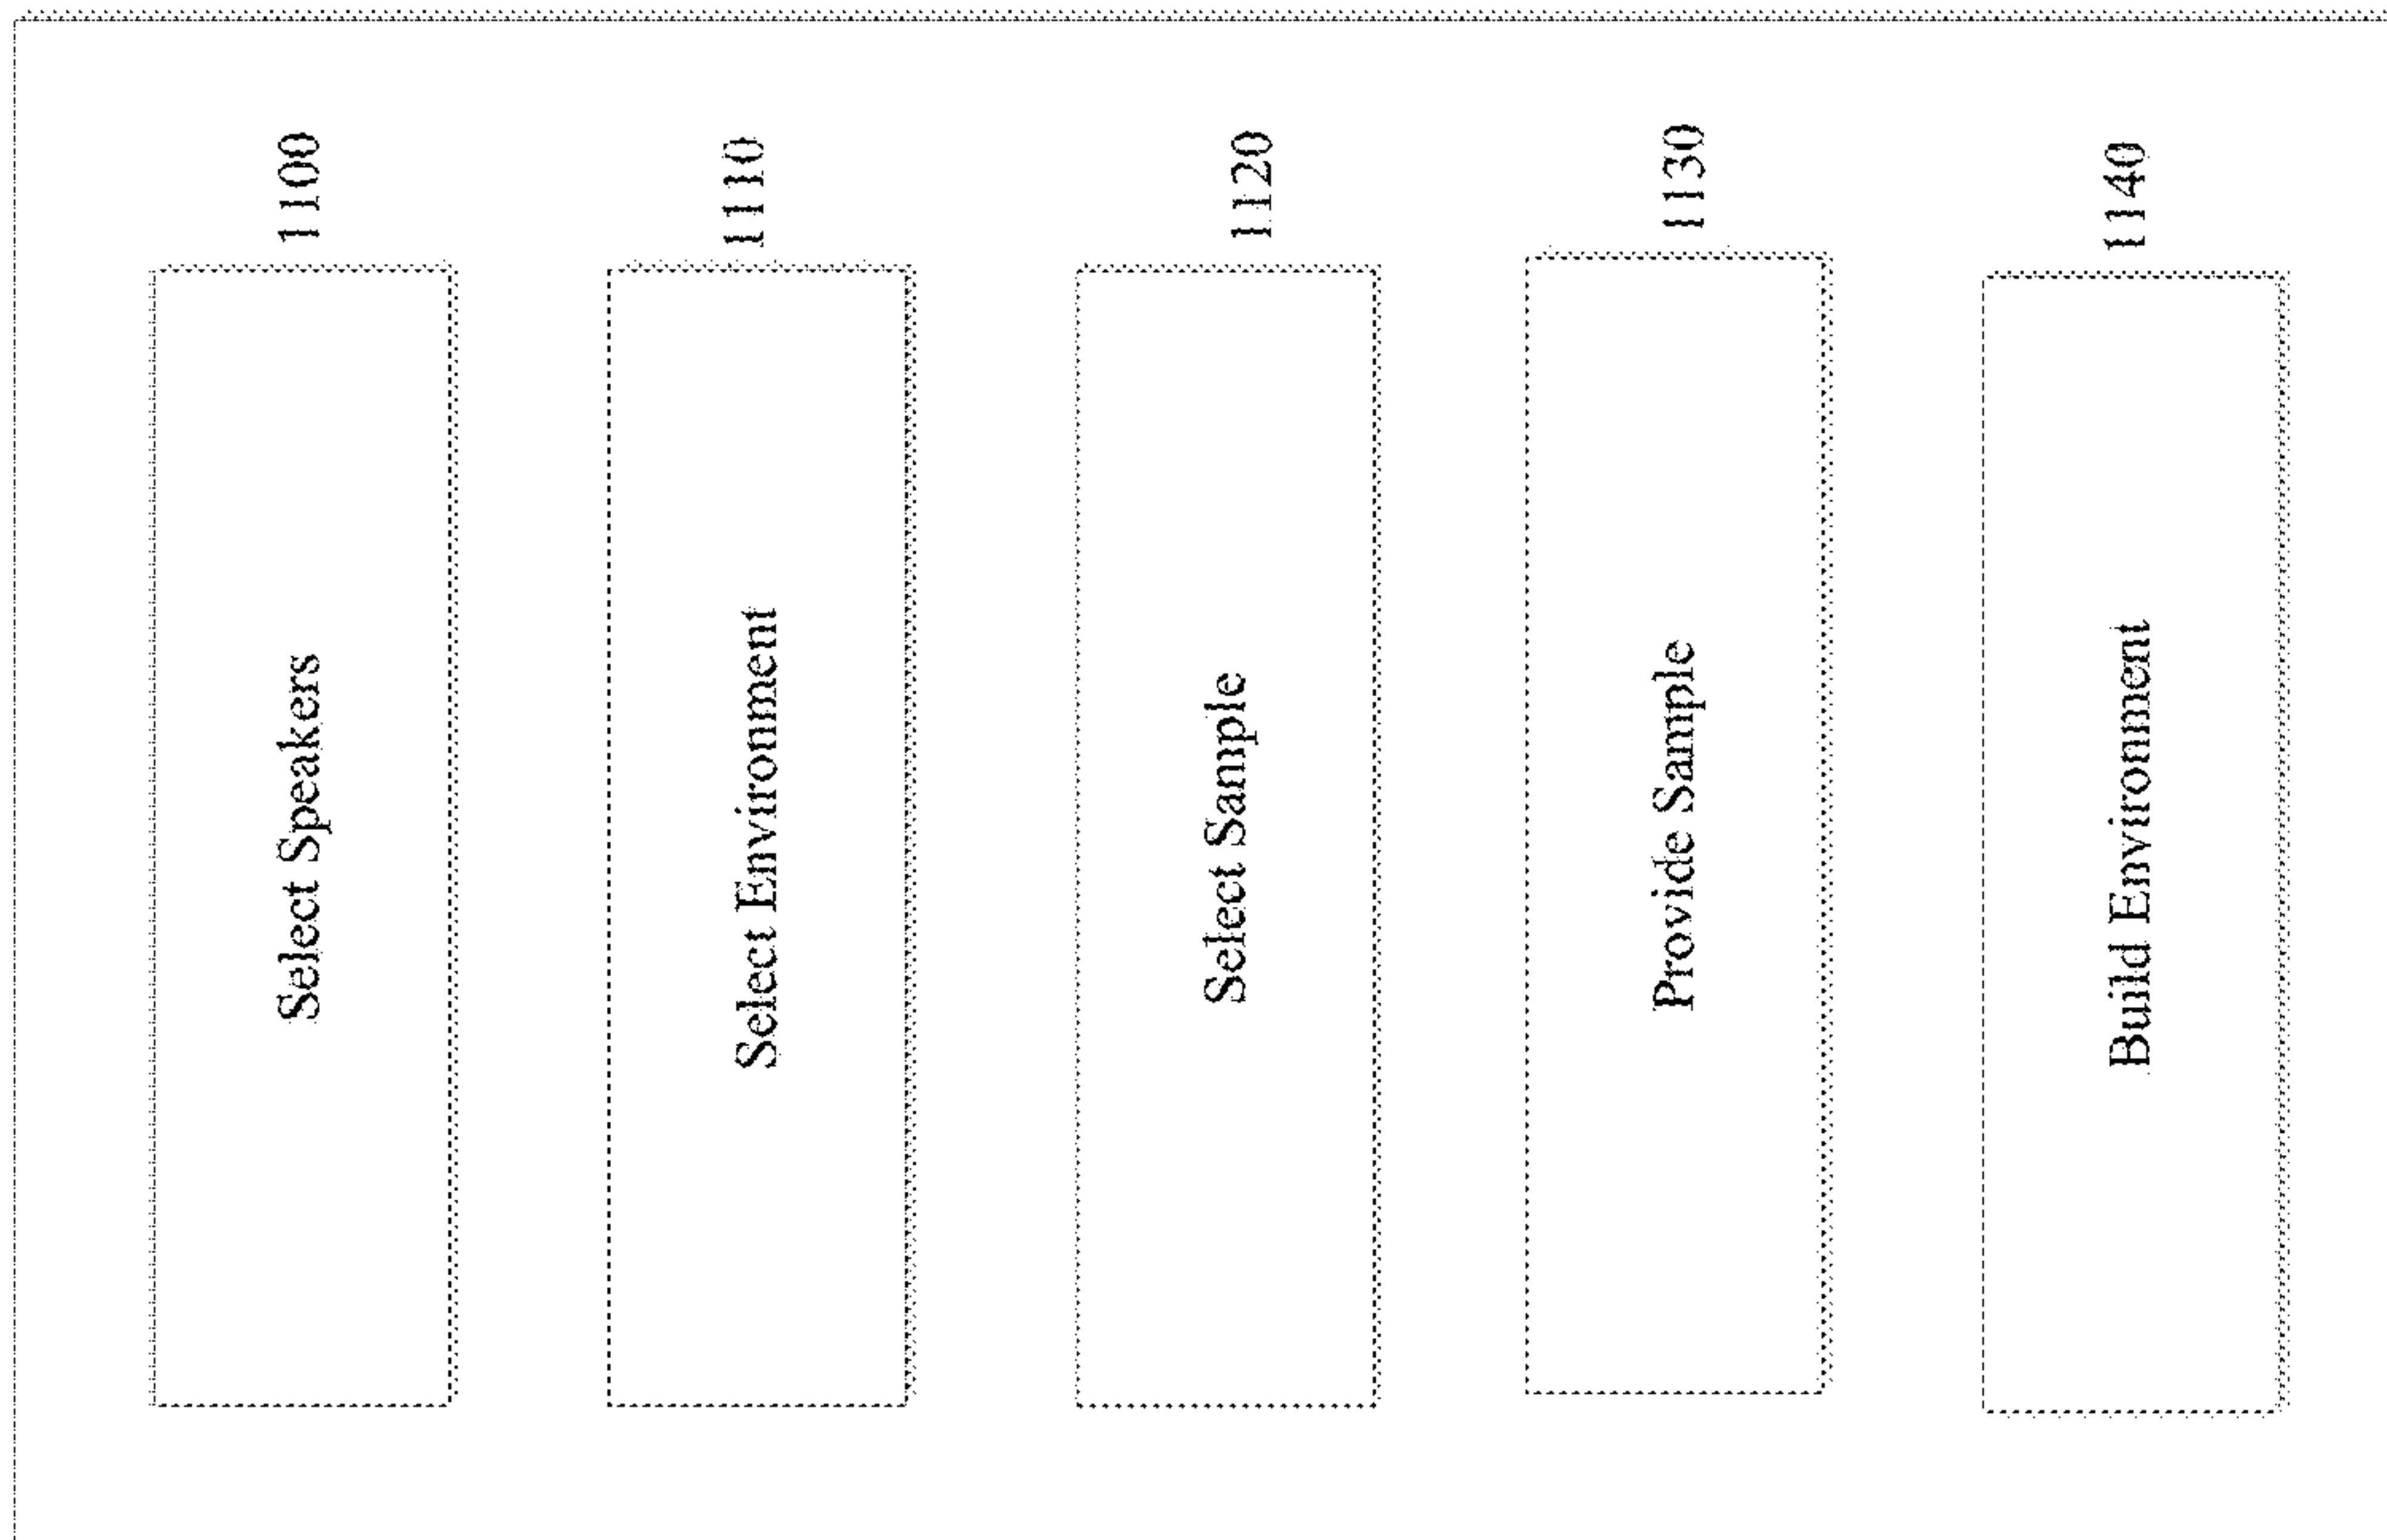 Select Speakers 1100
Select Environment 1110
Select Sample 1120
Provide Sample 1130
Build Environment 1140